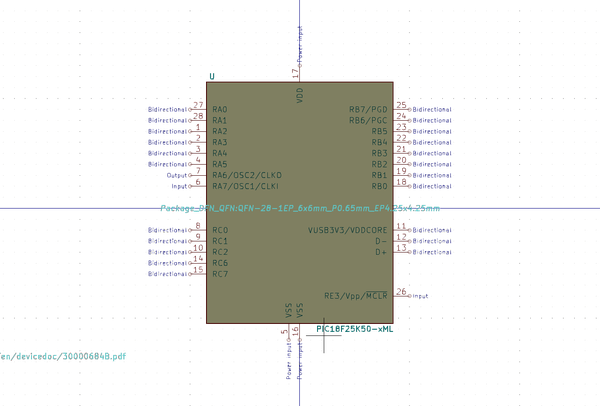 Power input
17
VDD
U
Bidirectional 27 RA0
Bidirectional 28 RA1
Bidirectional 1 RA2
Bidirectional 2 RA3
Bidirectional 3 RA4
Bidirectional 4 RA5
Output 7 RA6/OSC2/CLKO
Input 6 RA7/OSC1/CLKI
RB7/PGD 25 Bidirectional
RB6/PGC 24 Bidirectional
RB5 23 Bidirectional
RB4 22 Bidirectional
RB3 21 Bidirectional
RB2 20 Bidirectional
RB1 19 Bidirectional
RB0 18 Bidirectional
Package_DFN_QFN:QFN-28-1EP_6x6mm_P0.65mm_EP4.25x4.25mm
Bidirectional 8 RC0
Bidirectional 9 RC1
Bidirectional 10 RC2
Bidirectional 14 RC6
Bidirectional 15 RC7
VUSB3V3/VDDCORE 11 Bidirectional
D- 12 Bidirectional
D+ 13 Bidirectional
RE3/Vpp/MCLR 26 Input
VSS VSS
5 16
Power input Power input
PIC18F25K50-xML
en/devicedoc/30000684B.pdf